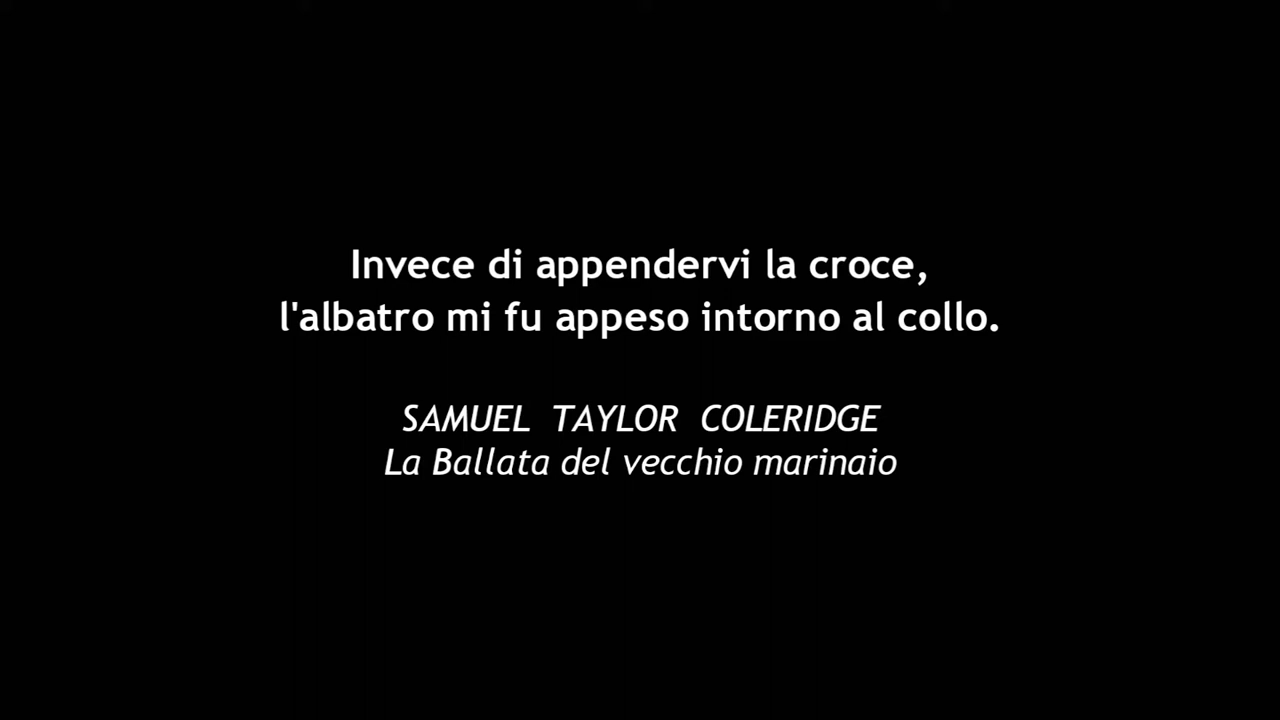 Invece di appendervi la croce,
l'albatro mi fu appeso intorno al collo.
SAMUEL TAYLOR COLERIDGE
La Ballata del vecchio marinaio